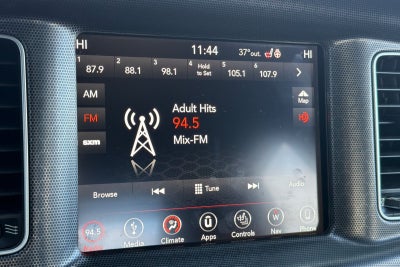 HI 11:44 37°out. HI
1 87.9 2 88.1 3 98.1 4 Hold to Set 5 105.1 6 107.9
AM
FM
sxm
Adult Hits
94.5
Mix-FM
Map
HD
Browse Tune Audio
94.5 Media Climate Apps Controls Nav Phone